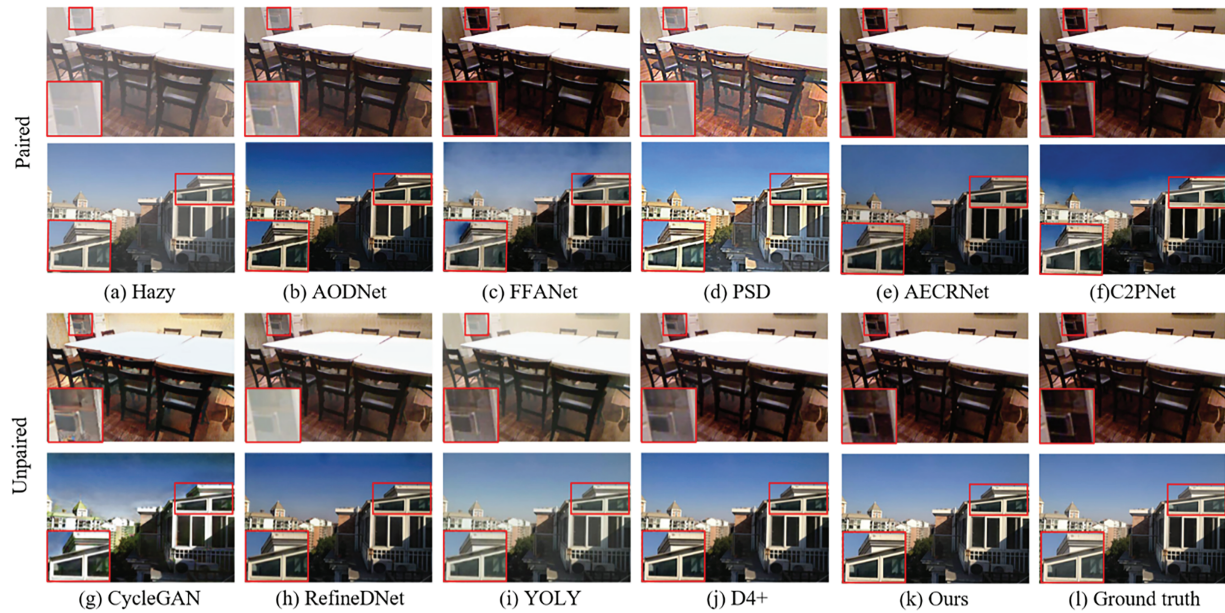 Paired
(a) Hazy
(b) AODNet
(c) FFANet
(d) PSD
(e) AECRNet
(f)C2PNet
Unpaired
(g) CycleGAN
(h) RefineDNet
(i) YOLY
(j) D4+
(k) Ours
(l) Ground truth